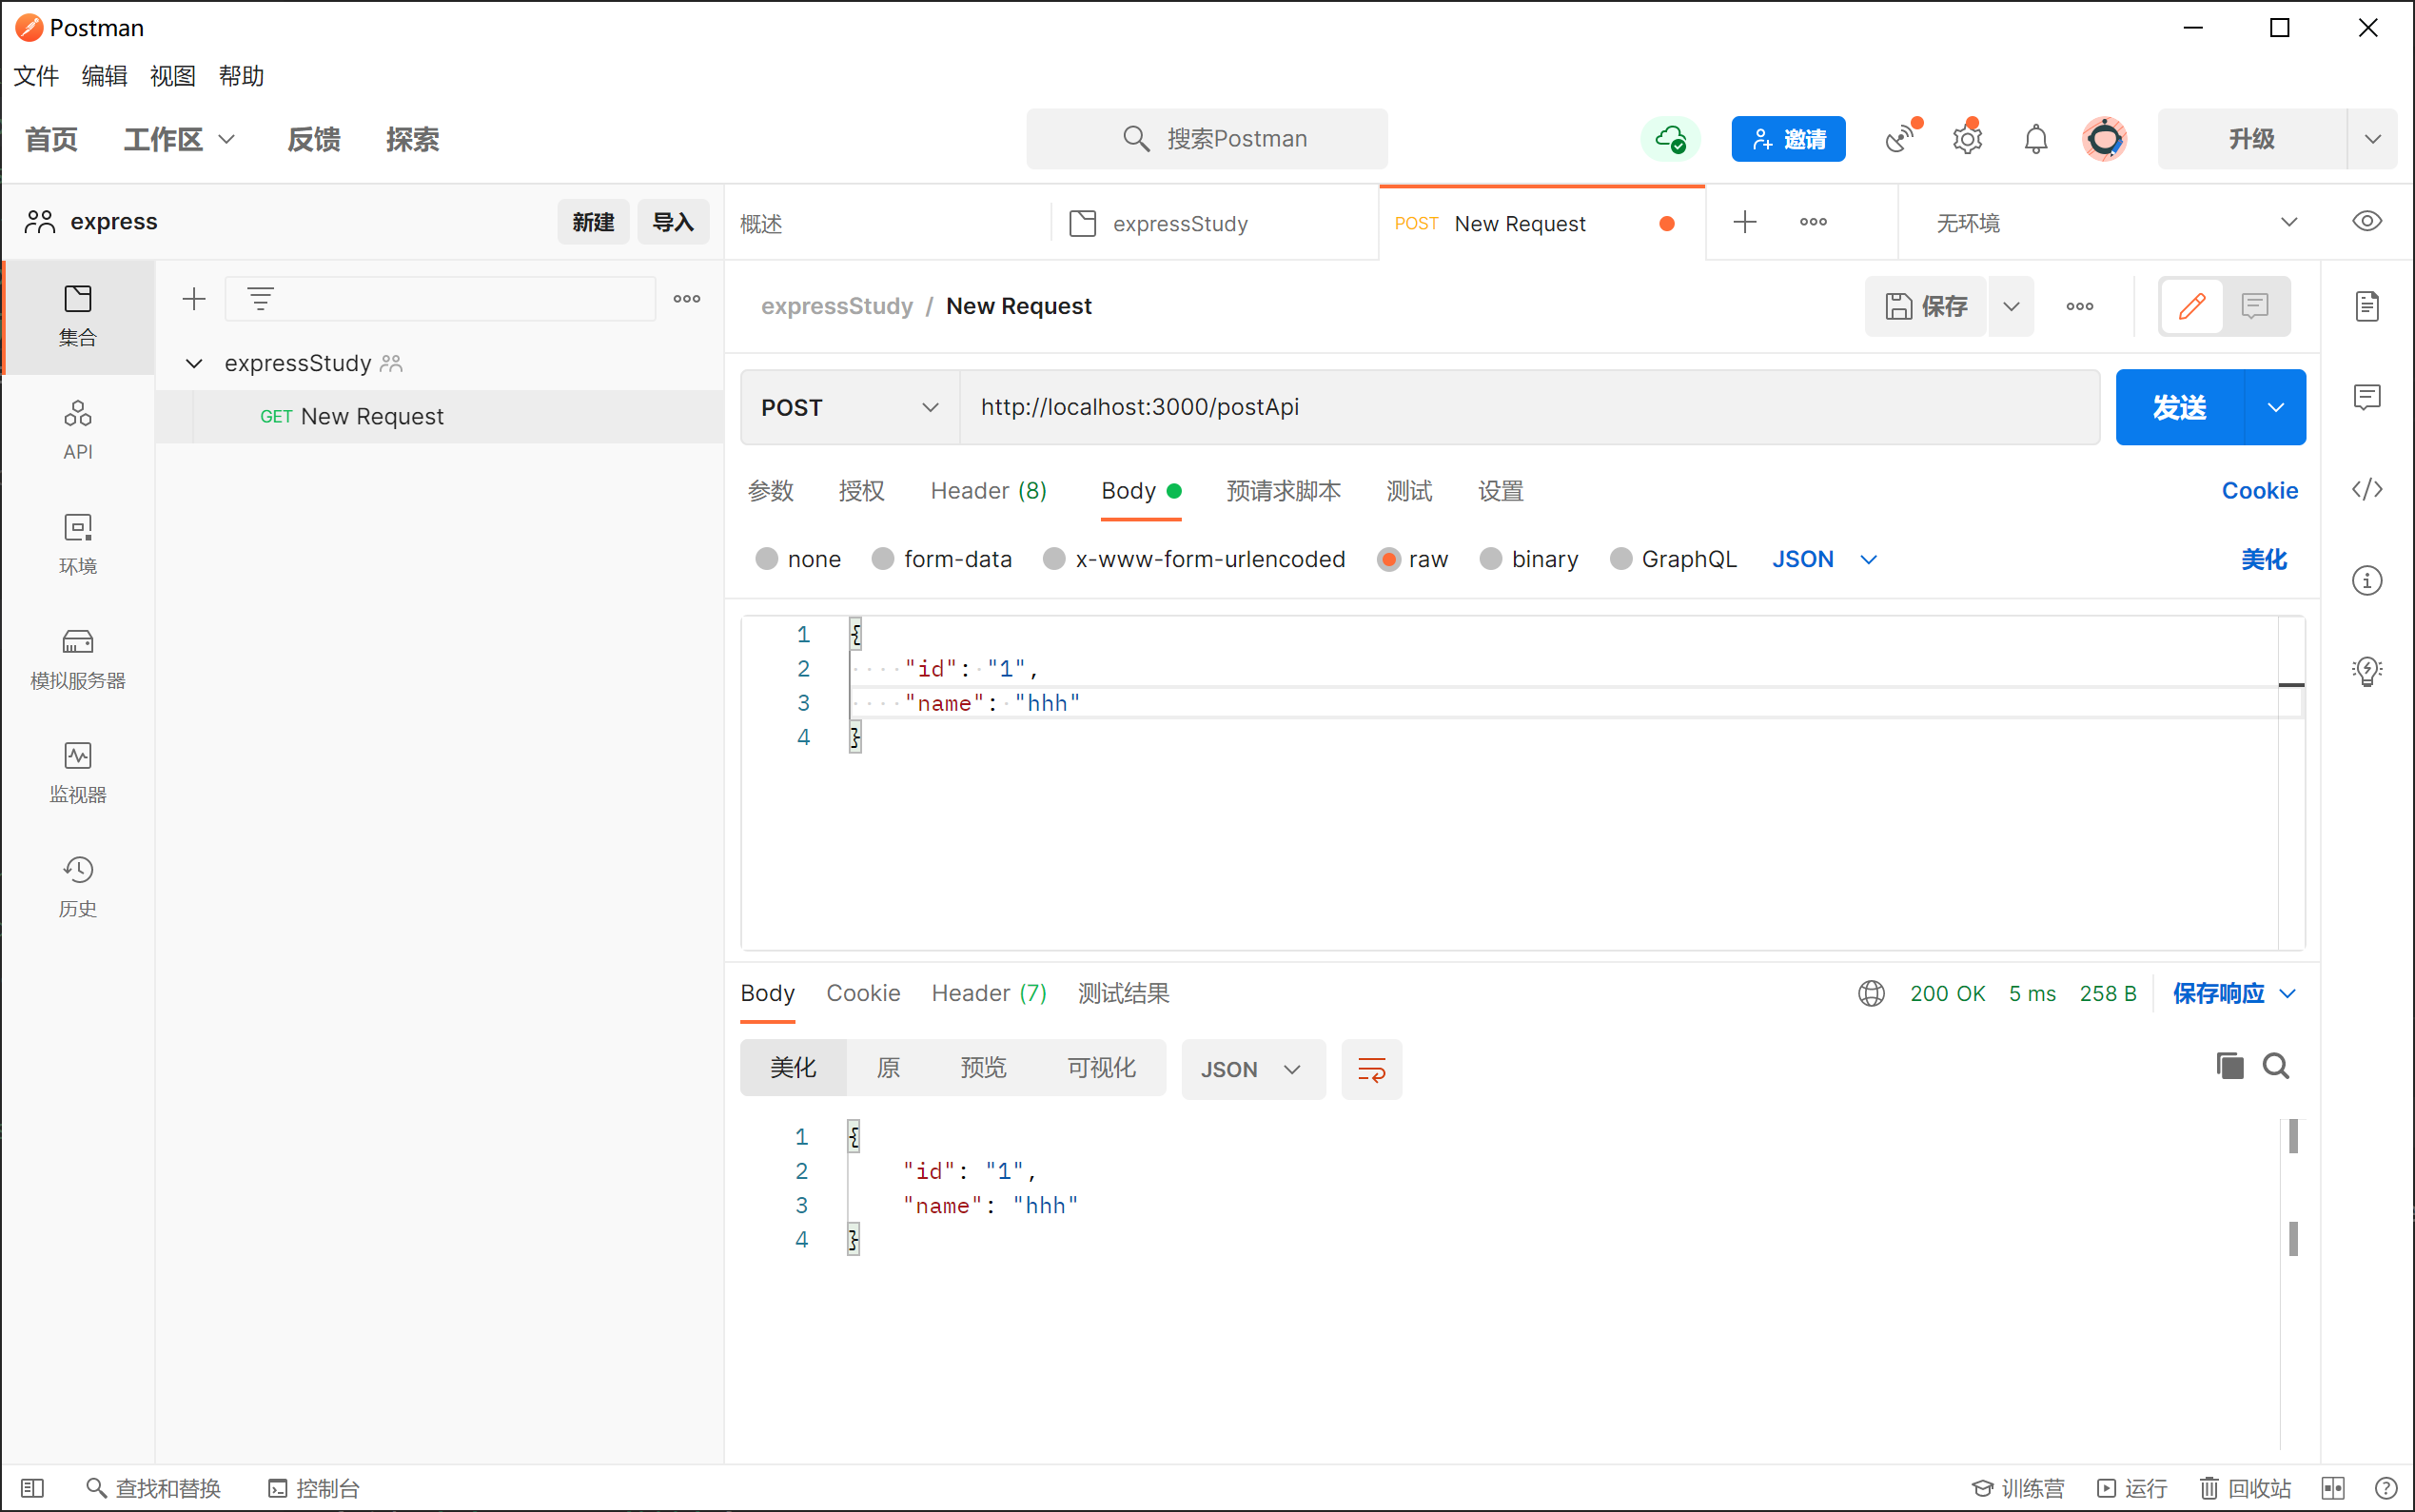 Postman
文件 编辑 视图 帮助
首页 工作区 反馈 探索 搜索Postman 邀请 升级
express 新建 导入 概述 expressStudy POST New Request 无环境
集合
expressStudy / New Request 保存
expressStudy
GET New Request
POST http://localhost:3000/postApi 发送
API
参数 授权 Header (8) Body 预请求脚本 测试 设置 Cookie
环境
none form-data x-www-form-urlencoded raw binary GraphQL JSON 美化
模拟服务器
1 {
2 "id": "1",
3 "name": "hhh"
4 }
监视器
历史
Body Cookie Header (7) 测试结果 200 OK 5 ms 258 B 保存响应
美化 原 预览 可视化 JSON
1 {
2 "id": "1",
3 "name": "hhh"
4 }
查找和替换 控制台 训练营 运行 回收站